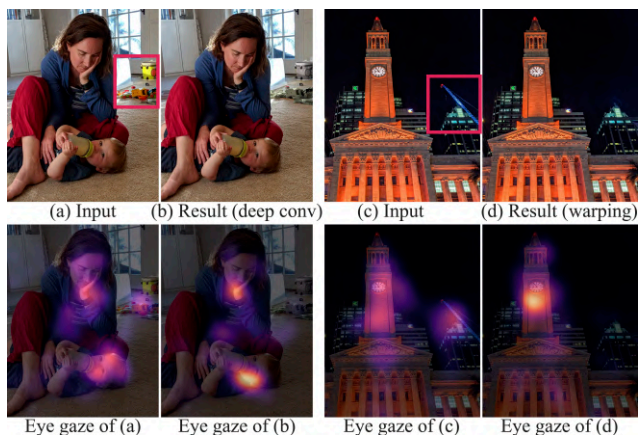 (a) Input
(b) Result (deep conv)
(c) Input
(d) Result (warping)
Eye gaze of (a)
Eye gaze of (b)
Eye gaze of (c)
Eye gaze of (d)